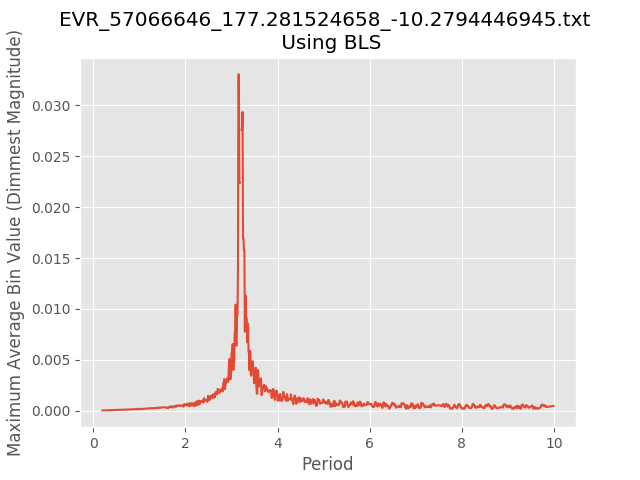 EVR_57066646_177.281524658_-10.2794446945.txt
Using BLS
Maximum Average Bin Value (Dimmest Magnitude)
0.030
0.025
0.020
0.015
0.010
0.005
0.000
0 2 4 6 8 10
Period